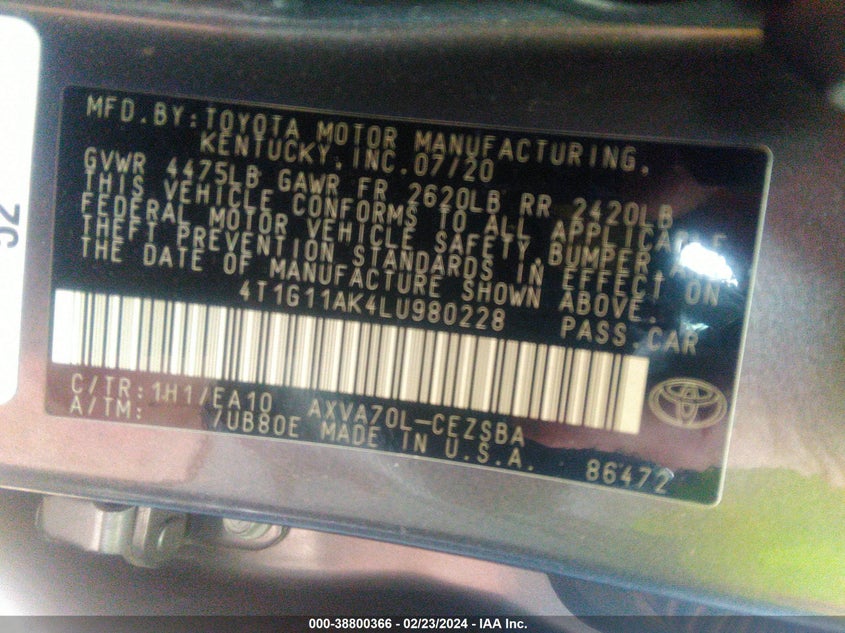 MFD.BY:TOYOTA MOTOR MANUFACTURING,
KENTUCKY,INC.07/20
GVWR 4475LB GAWR FR 2620LB RR 2420LB
THIS VEHICLE CONFORMS TO ALL APPLICABLE
FEDERAL MOTOR VEHICLE SAFETY,BUMPER AND
THEFT PREVENTION STANDARDS IN EFFECT ON
THE DATE OF MANUFACTURE SHOWN ABOVE.
4T1G11AK4LU980228 PASS.CAR
C/TR:1H1/EA10 AXVA70L-CEZSBA
A/TM: /UB80E MADE IN U.S.A. 86472
52
000-38800366 - 02/23/2024 - IAA Inc.